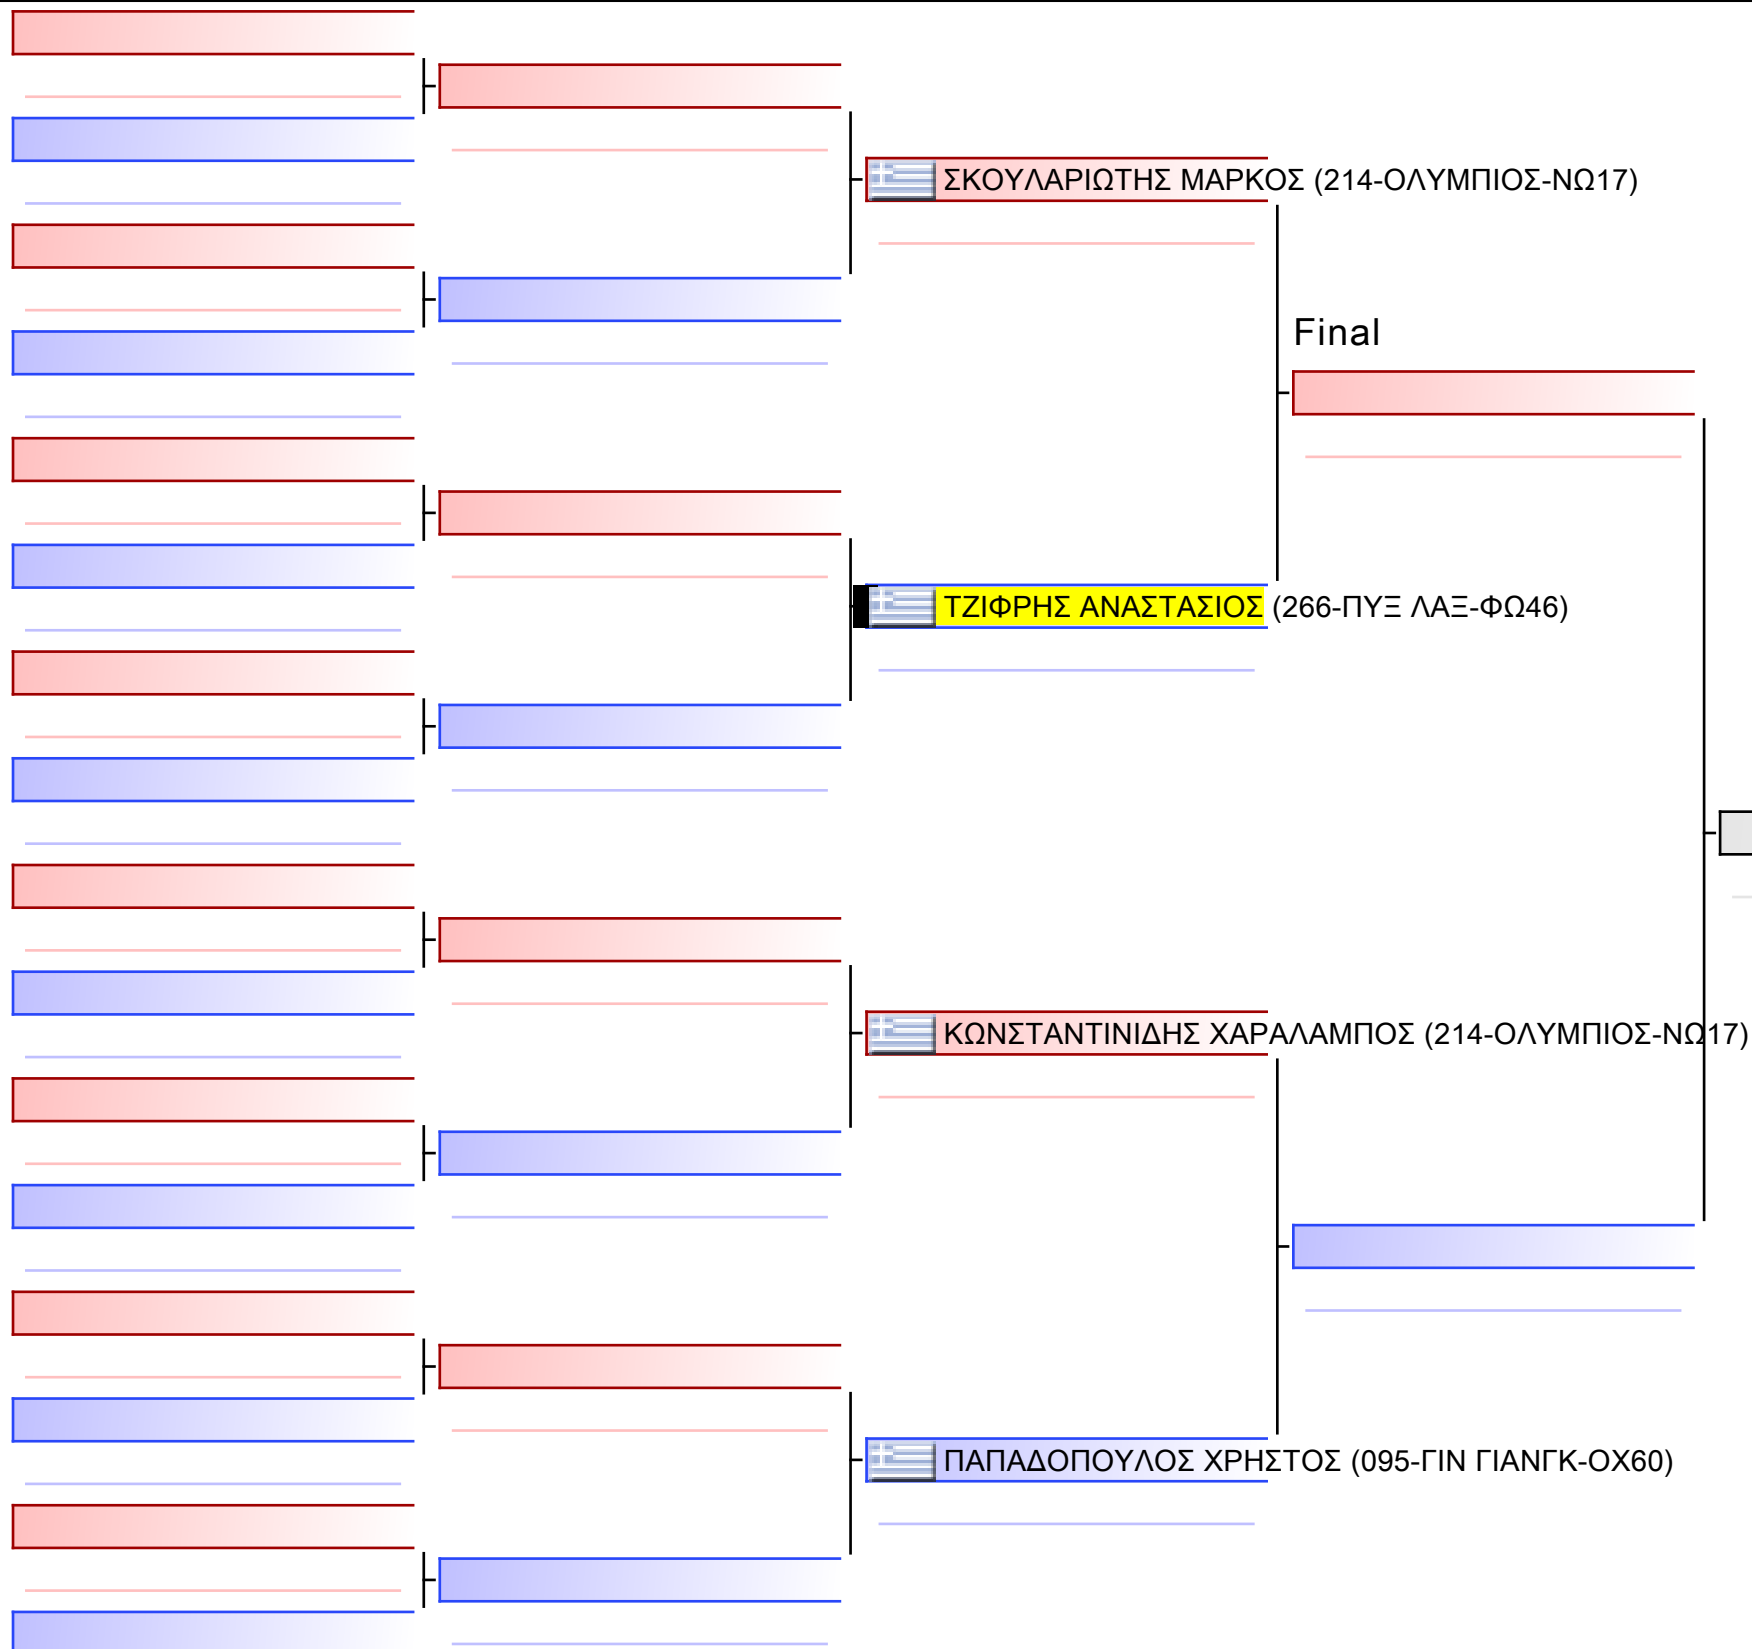 ΣΚΟΥΛΑΡΙΩΤΗΣ ΜΑΡΚΟΣ (214-ΟΛΥΜΠΙΟΣ-ΝΩ17)
Final
ΤΖΙΦΡΗΣ ΑΝΑΣΤΑΣΙΟΣ (266-ΠΥΞ ΛΑΞ-ΦΩ46)
ΚΩΝΣΤΑΝΤΙΝΙΔΗΣ ΧΑΡΑΛΑΜΠΟΣ (214-ΟΛΥΜΠΙΟΣ-ΝΩ17)
ΠΑΠΑΔΟΠΟΥΛΟΣ ΧΡΗΣΤΟΣ (095-ΓΙΝ ΓΙΑΝΓΚ-ΟΧ60)